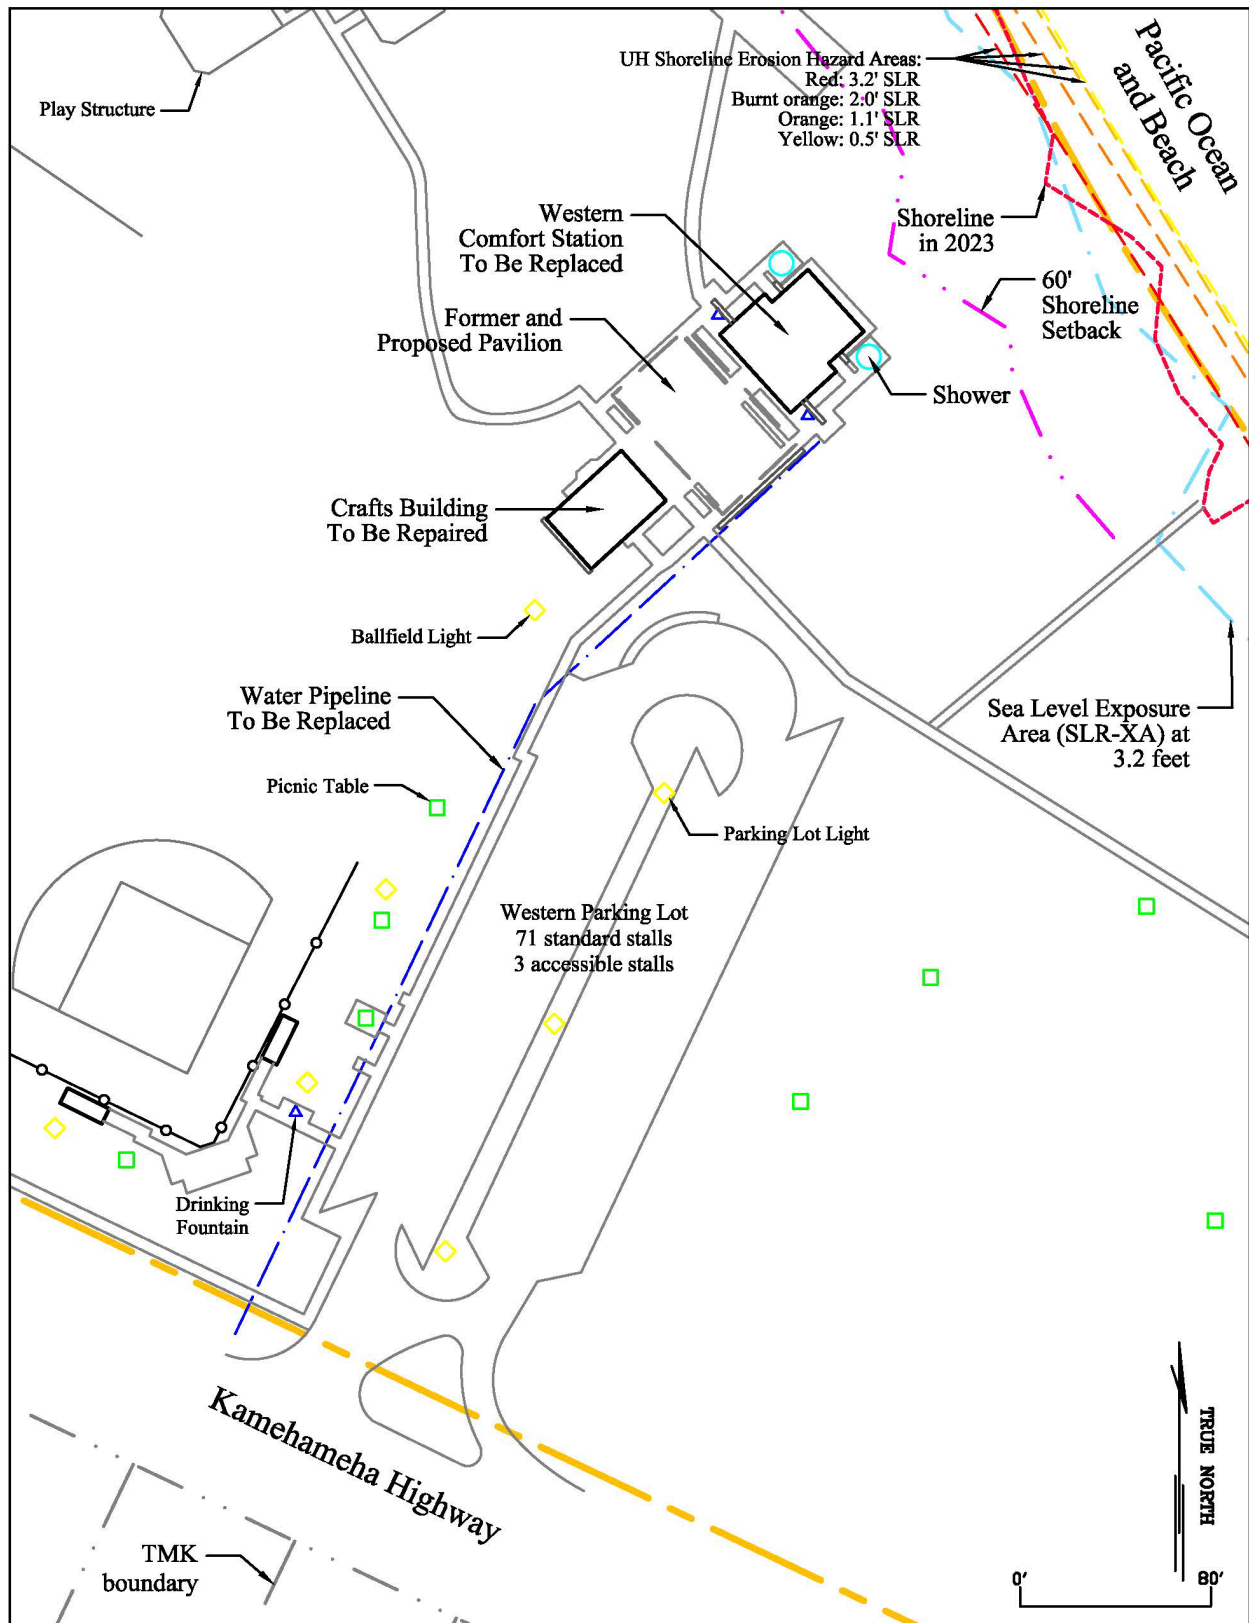 Pacific Ocean
and Beach
UH Shoreline Erosion Hazard Areas:
Red: 3.2' SLR
Burnt orange: 2.0' SLR
Orange: 1.1' SLR
Yellow: 0.5' SLR
Play Structure
Western
Comfort Station
To Be Replaced
Shoreline
in 2023
60'
Shoreline
Setback
Former and
Proposed Pavilion
Shower
Crafts Building
To Be Repaired
Ballfield Light
Water Pipeline
To Be Replaced
Sea Level Exposure
Area (SLR-XA) at
3.2 feet
Picnic Table
Parking Lot Light
Western Parking Lot
71 standard stalls
3 accessible stalls
Drinking
Fountain
Kamehameha Highway
TMK
boundary
TRUE NORTH
0'
80'